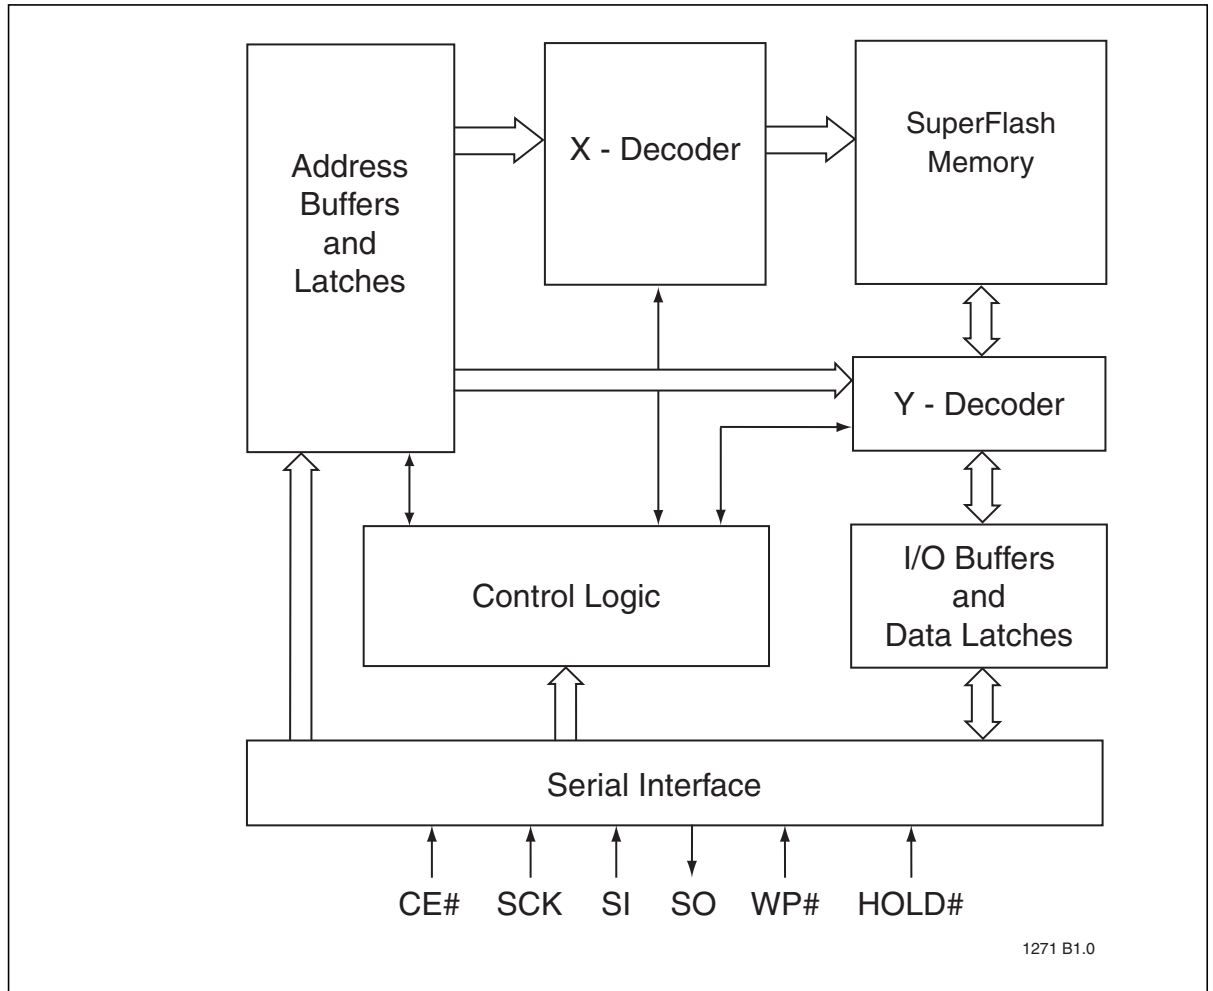 Address
Buffers
and
Latches
X - Decoder
SuperFlash
Memory
Y - Decoder
Control Logic
I/O Buffers
and
Data Latches
Serial Interface
CE# SCK SI SO WP# HOLD#
1271 B1.0